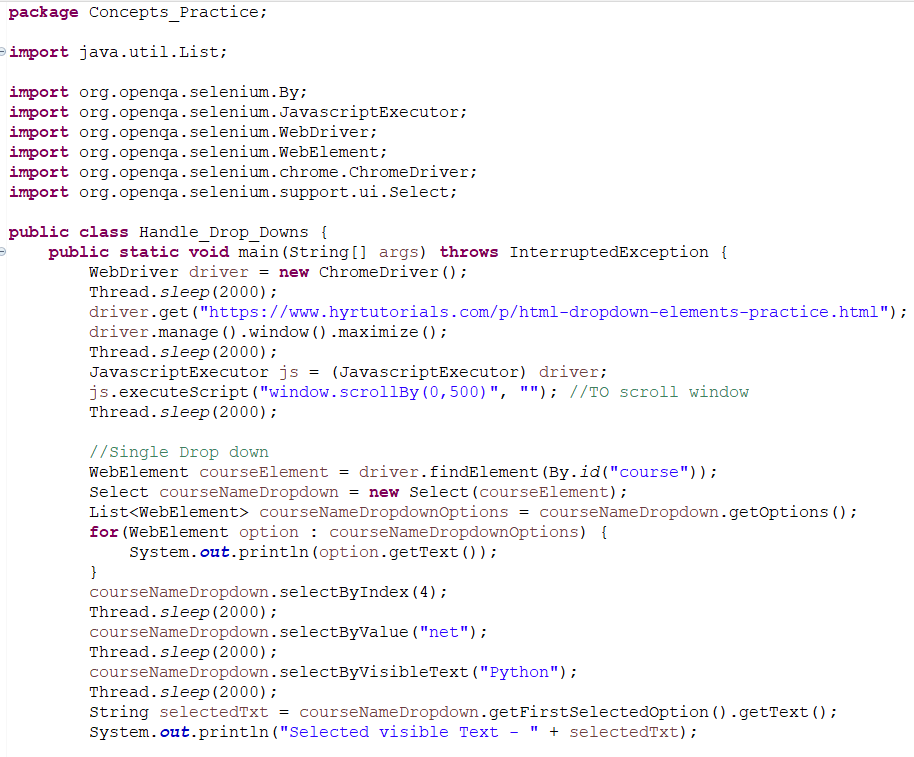 package Concepts_Practice;
import java.util.List;
import org.openqa.selenium.By;
import org.openqa.selenium.JavascriptExecutor;
import org.openqa.selenium.WebDriver;
import org.openqa.selenium.WebElement;
import org.openqa.selenium.chrome.ChromeDriver;
import org.openqa.selenium.support.ui.Select;
public class Handle_Drop_Downs {
    public static void main(String[] args) throws InterruptedException {
        WebDriver driver = new ChromeDriver();
        Thread.sleep(2000);
        driver.get("https://www.hyrtutorials.com/p/html-dropdown-elements-practice.html");
        driver.manage().window().maximize();
        Thread.sleep(2000);
        JavascriptExecutor js = (JavascriptExecutor) driver;
        js.executeScript("window.scrollBy(0,500)", ""); //TO scroll window
        Thread.sleep(2000);
        //Single Drop down
        WebElement courseElement = driver.findElement(By.id("course"));
        Select courseNameDropdown = new Select(courseElement);
        List<WebElement> courseNameDropdownOptions = courseNameDropdown.getOptions();
        for(WebElement option : courseNameDropdownOptions) {
            System.out.println(option.getText());
        }
        courseNameDropdown.selectByIndex(4);
        Thread.sleep(2000);
        courseNameDropdown.selectByValue("net");
        Thread.sleep(2000);
        courseNameDropdown.selectByVisibleText("Python");
        Thread.sleep(2000);
        String selectedTxt = courseNameDropdown.getFirstSelectedOption().getText();
        System.out.println("Selected visible Text - " + selectedTxt);